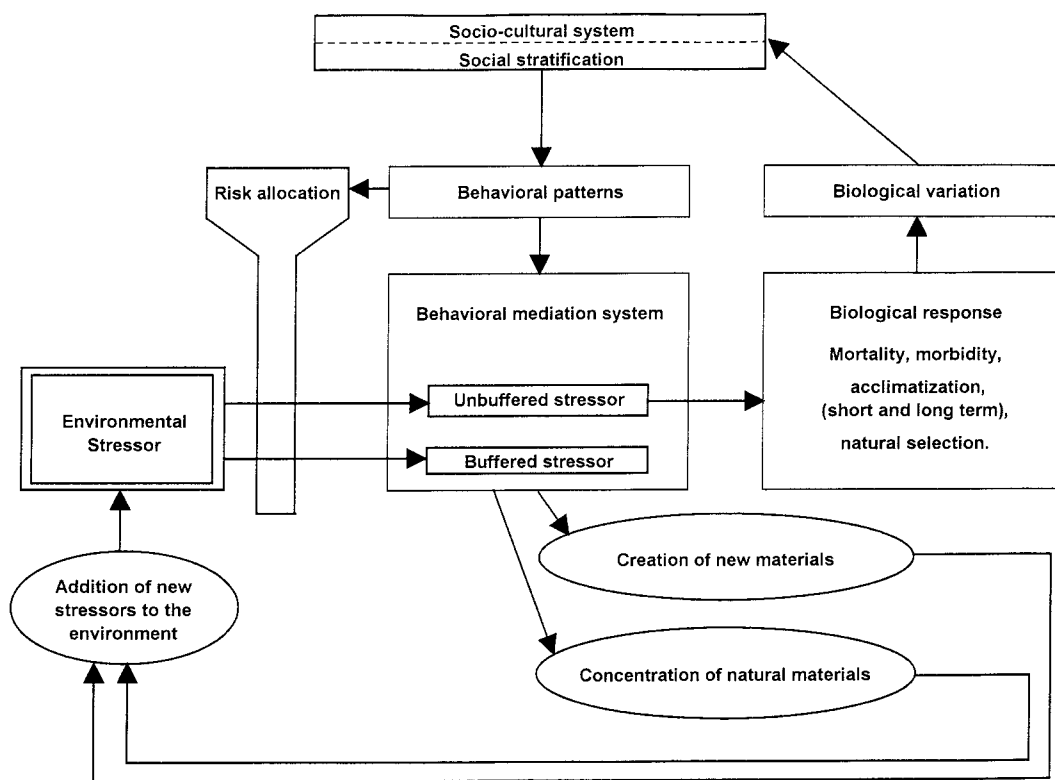 Socio-cultural system
Social stratification
Risk allocation
Behavioral patterns
Biological variation
Behavioral mediation system
Unbuffered stressor
Buffered stressor
Biological response
Mortality, morbidity,
acclimatization,
(short and long term),
natural selection.
Environmental
Stressor
Creation of new materials
Addition of new
stressors to the
environment
Concentration of natural materials